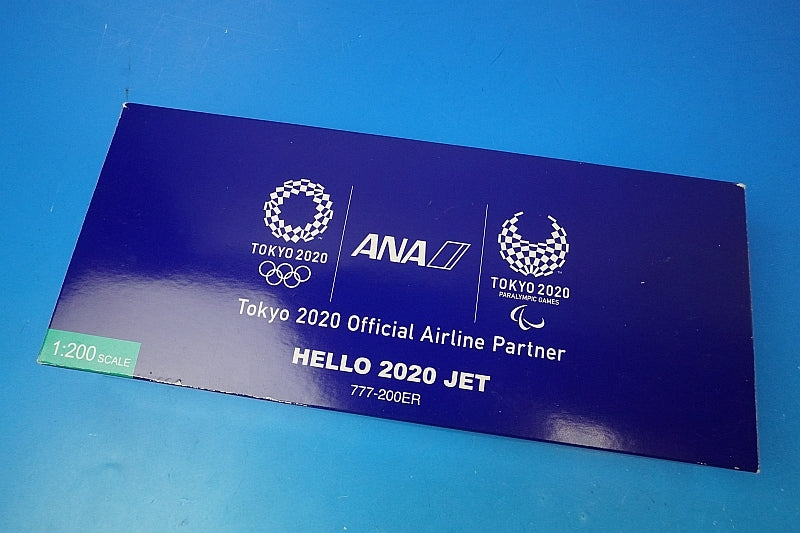 TOKYO 2020
ANA
TOKYO 2020
PARALYMPIC GAMES
Tokyo 2020 Official Airline Partner
HELLO 2020 JET
777-200ER
1:200 SCALE